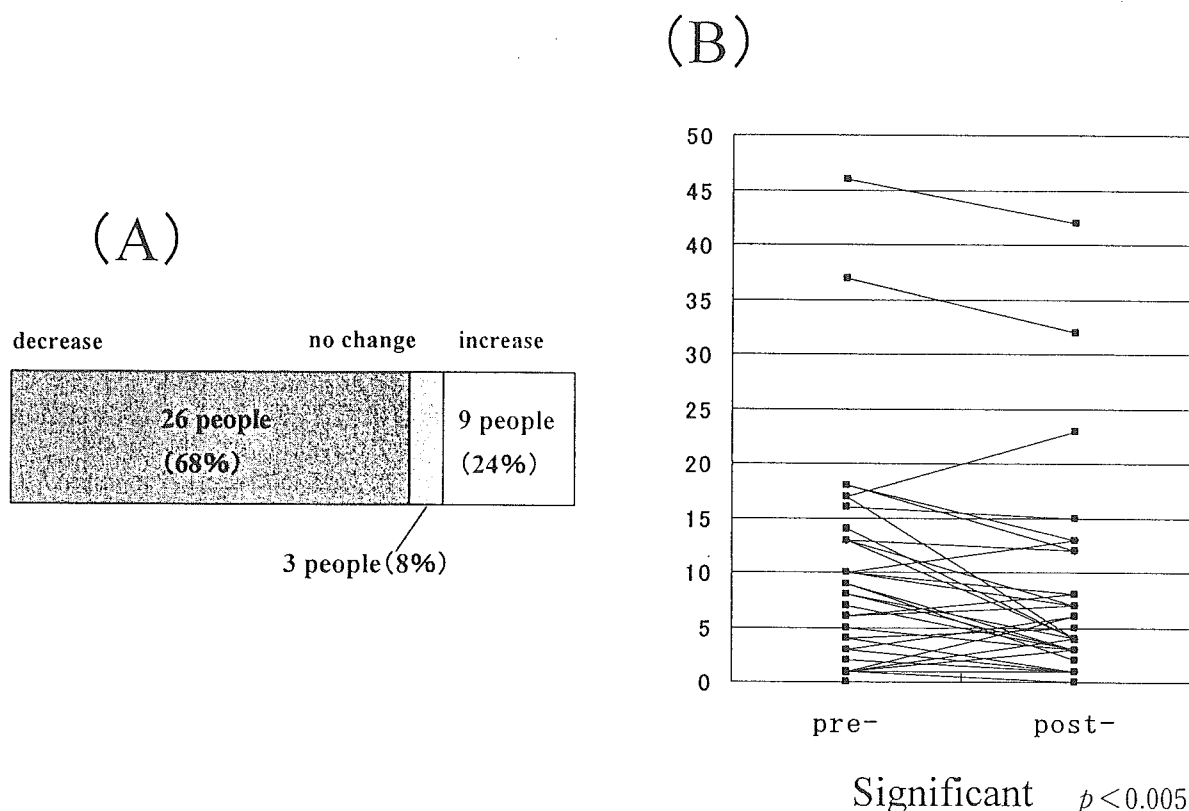 (A)
decrease no change increase
26 people
(68%)
9 people
(24%)
3 people(8%)
(B)
50
45
40
35
30
25
20
15
10
5
0
pre- post-
Significant p<0.005